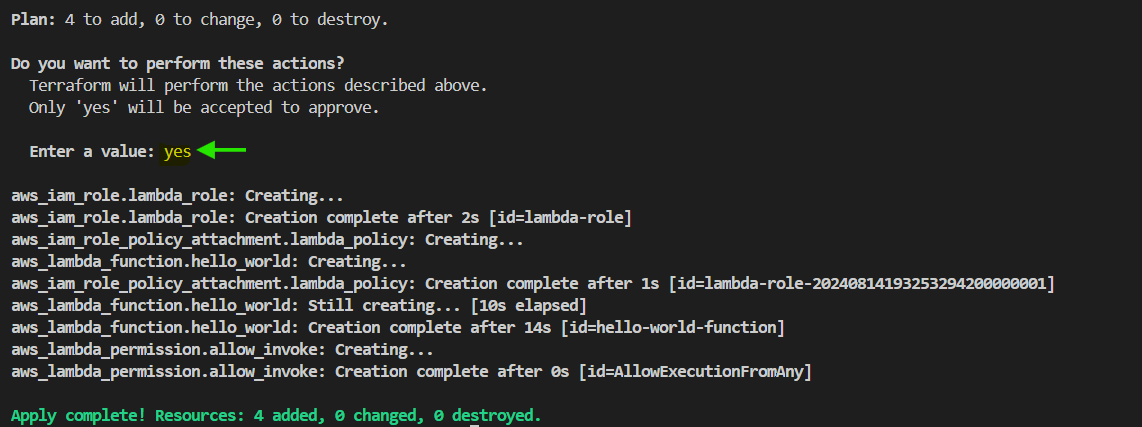 Plan: 4 to add, 0 to change, 0 to destroy.
Do you want to perform these actions?
Terraform will perform the actions described above.
Only 'yes' will be accepted to approve.
Enter a value: yes
aws_iam_role.lambda_role: Creating...
aws_iam_role.lambda_role: Creation complete after 2s [id=lambda-role]
aws_iam_role_policy_attachment.lambda_policy: Creating...
aws_lambda_function.hello_world: Creating...
aws_iam_role_policy_attachment.lambda_policy: Creation complete after 1s [id=lambda-role-20240814193253294200000001]
aws_lambda_function.hello_world: Still creating... [10s elapsed]
aws_lambda_function.hello_world: Creation complete after 14s [id=hello-world-function]
aws_lambda_permission.allow_invoke: Creating...
aws_lambda_permission.allow_invoke: Creation complete after 0s [id=AllowExecutionFromAny]
Apply complete! Resources: 4 added, 0 changed, 0 destroyed.